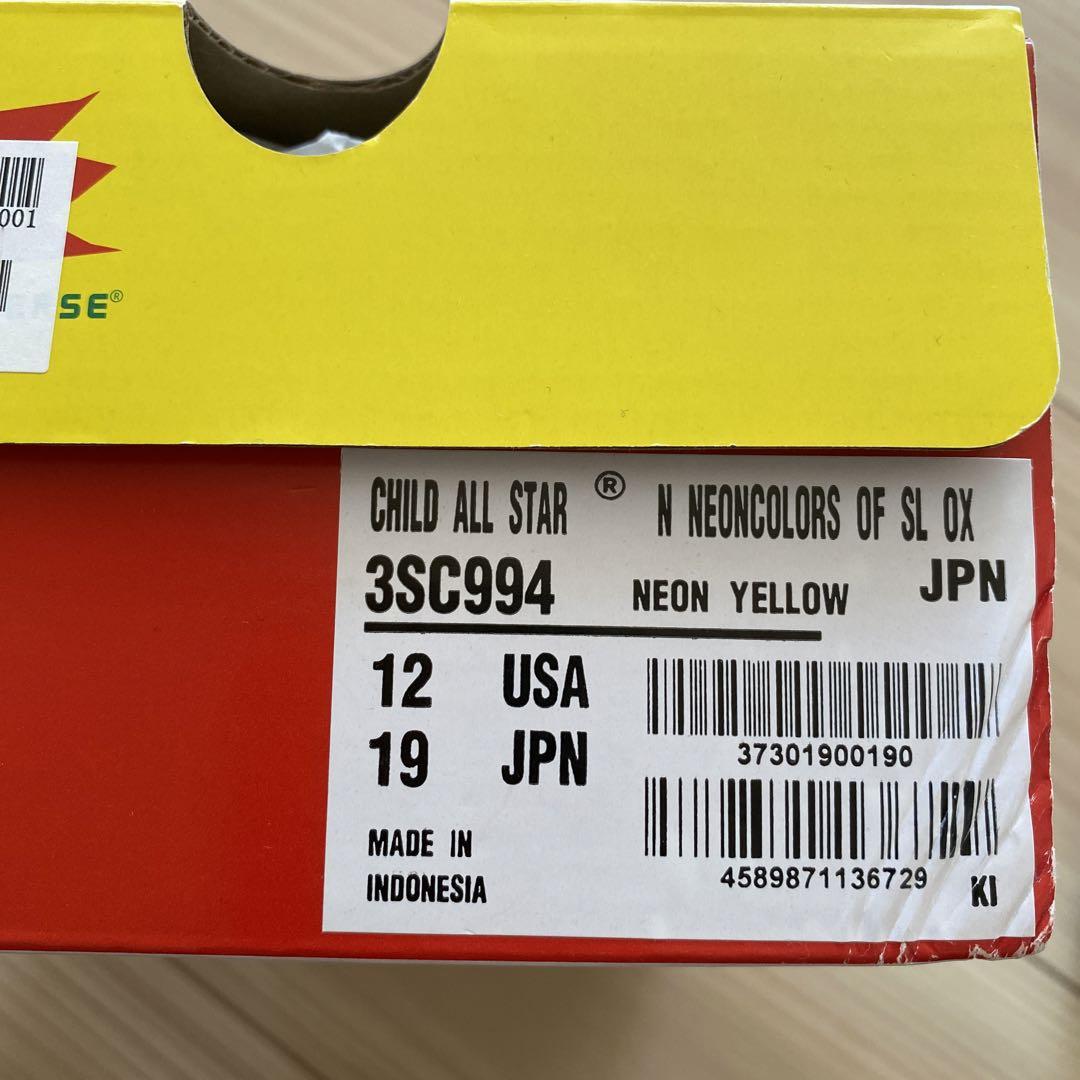 001
ERSE®
CHILD ALL STAR ® N NEONCOLORS OF SL OX
3SC994 NEON YELLOW JPN
12 USA
19 JPN
37301900190
MADE IN
INDONESIA
4589871136729 KI